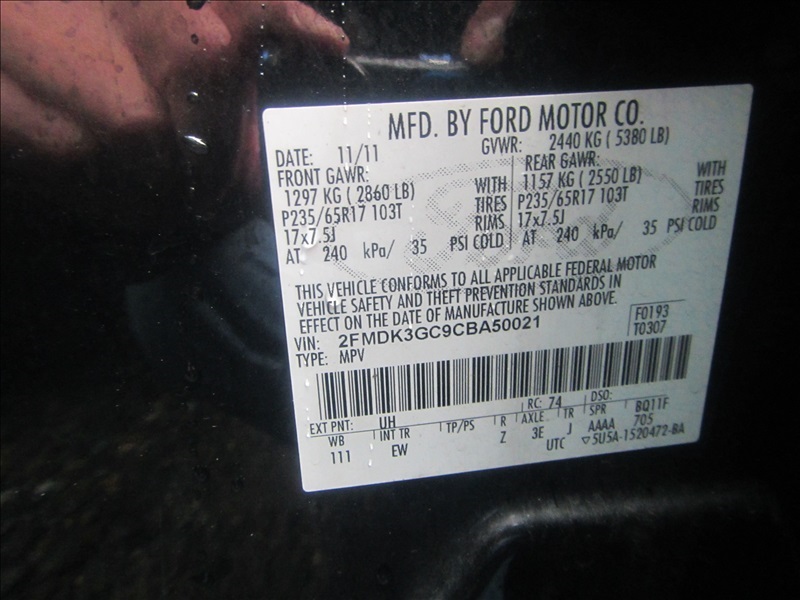 MFD. BY FORD MOTOR CO.
DATE: 11/11 GVWR: 2440 KG ( 5380 LB)
FRONT GAWR: REAR GAWR:
1297 KG ( 2860 LB) WITH 1157 KG ( 2550 LB) WITH
P235/65R17 103T TIRES P235/65R17 103T TIRES
17x7.5J RIMS 17x7.5J RIMS
AT 240 kPa/ 35 PSI COLD AT 240 kPa/ 35 PSI COLD
THIS VEHICLE CONFORMS TO ALL APPLICABLE FEDERAL MOTOR
VEHICLE SAFETY AND THEFT PREVENTION STANDARDS IN
EFFECT ON THE DATE OF MANUFACTURE SHOWN ABOVE.
VIN: 2FMDK3GC9CBA50021 F0193
TYPE: MPV T0307
EXT PNT: UH RC: 74 DSO:
WB INT TR TP/PS R AXLE TR SPR BQ11F
111 EW Z 3E J AAAA 705
UTC ▽5U5A-1520472-BA